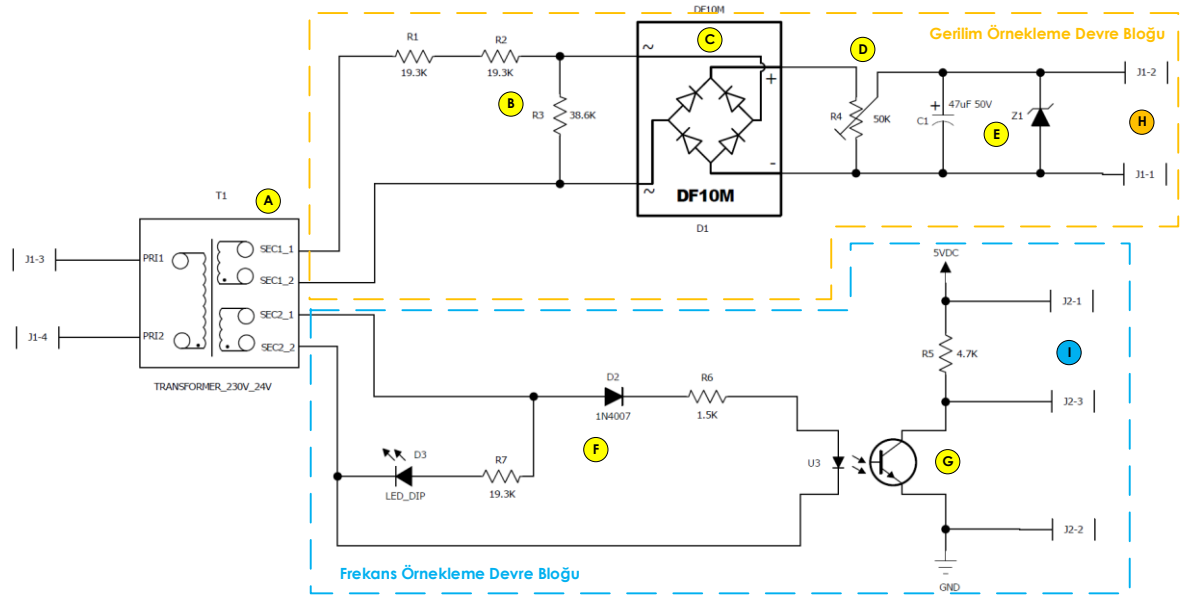 DF10M
Gerilim Örnekleme Devre Bloğu
R1
19.3K
R2
19.3K
B
R3
38.6K
~
C
+
-
~
DF10M
D1
D
R4
50K
+
47uF 50V
C1
E
Z1
J1-2
H
J1-1
T1
A
J1-3
PRI1
SEC1_1
SEC1_2
J1-4
PRI2
SEC2_1
SEC2_2
TRANSFORMER_230V_24V
5VDC
J2-1
R5
4.7K
I
J2-3
D2
1N4007
R6
1.5K
F
D3
LED_DIP
R7
19.3K
U3
G
J2-2
GND
Frekans Örnekleme Devre Bloğu